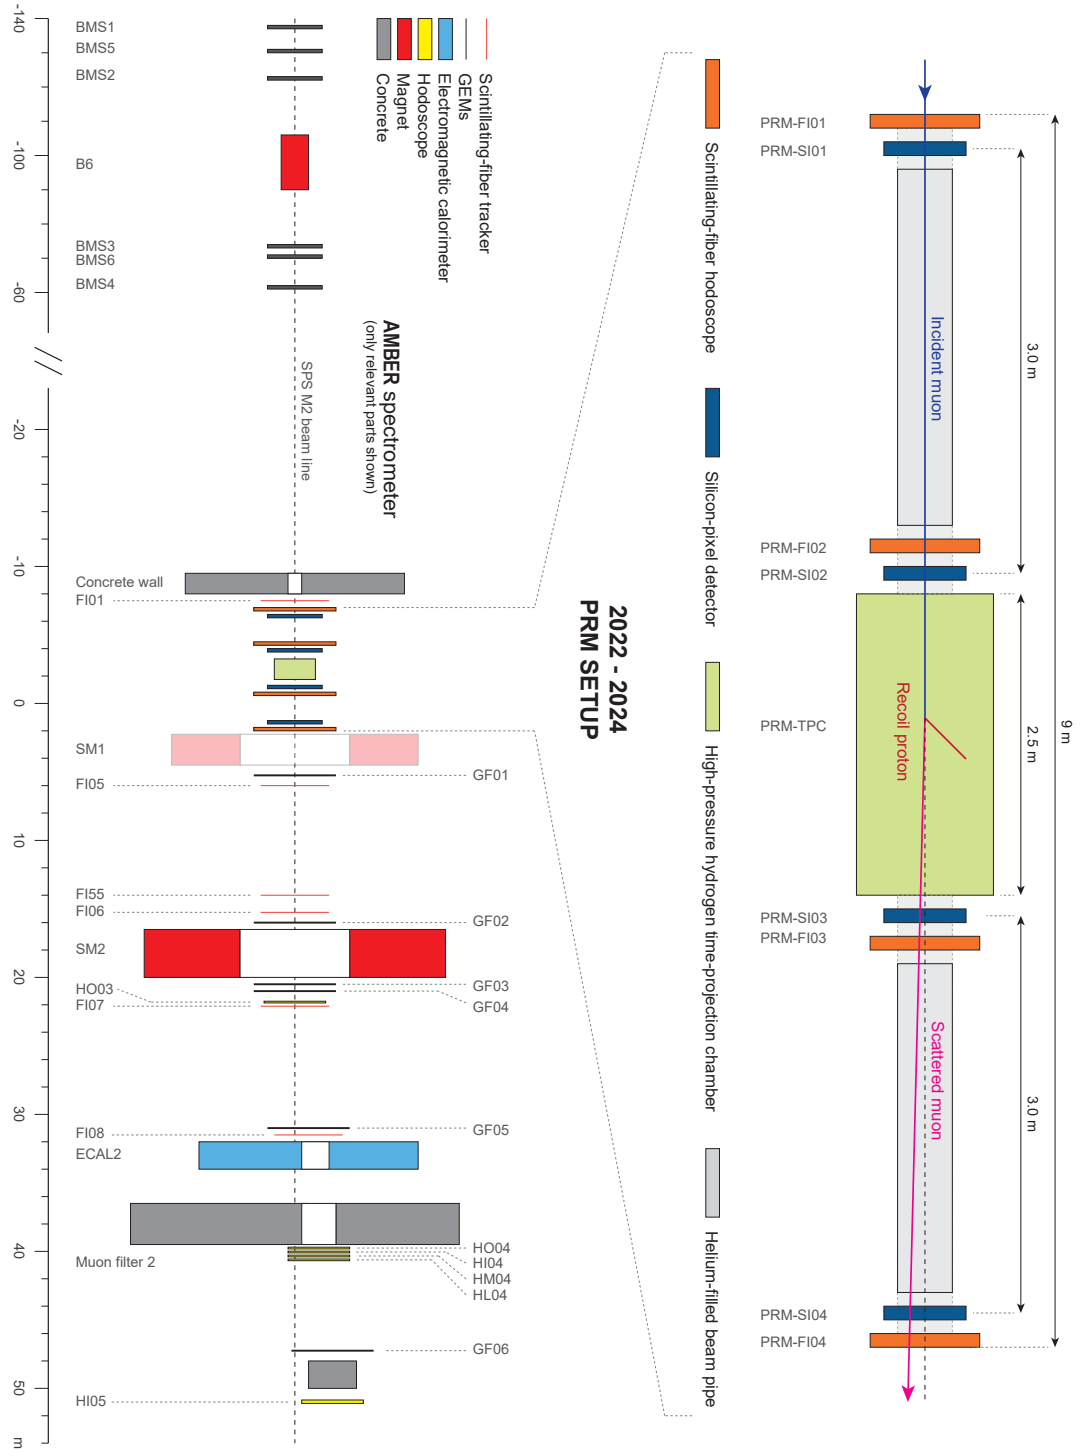 -140
-100
-60
-20
-10
0
10
20
30
40
50
m
BMS1
BMS5
BMS2
B6
BMS3
BMS6
BMS4
Concrete wall
FI01
SM1
FI05
FI55
FI06
SM2
HO03
FI07
FI08
ECAL2
Muon filter 2
HI05
GF01
GF02
GF03
GF04
GF05
HO04
HI04
HM04
HL04
GF06
SPS M2 beam line
AMBER spectrometer
(only relevant parts shown)
Scintillating-fiber tracker
GEMs
Electromagnetic calorimeter
Hodoscope
Magnet
Concrete
2022 - 2024
PRM SETUP
Scintillating-fiber hodoscope
Silicon-pixel detector
High-pressure hydrogen time-projection chamber
Helium-filled beam pipe
PRM-FI01
PRM-SI01
PRM-FI02
PRM-SI02
PRM-TPC
PRM-SI03
PRM-FI03
PRM-SI04
PRM-FI04
Incident muon
Recoil proton
Scattered muon
3.0 m
2.5 m
3.0 m
9 m